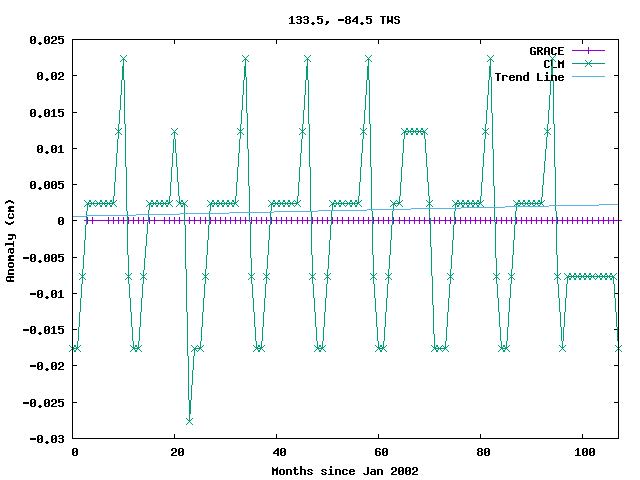 133.5, -84.5 TWS
GRACE
CLM
Trend Line
0.025
0.02
0.015
0.01
0.005
0
-0.005
-0.01
-0.015
-0.02
-0.025
-0.03
Anomaly (cm)
0 20 40 60 80 100
Months since Jan 2002